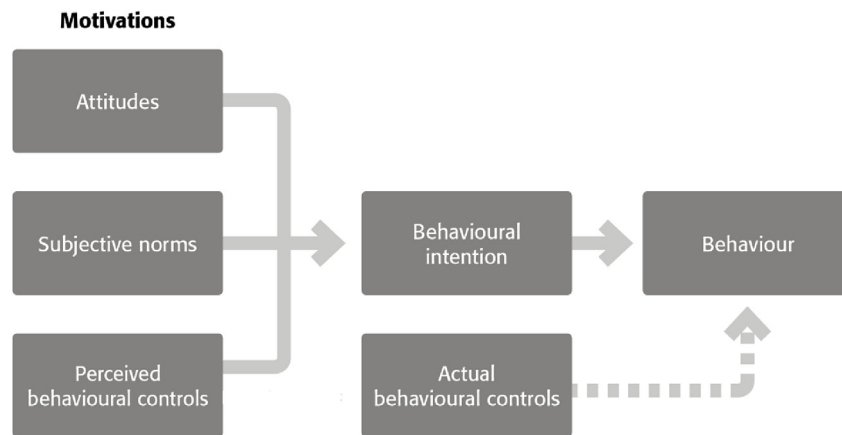 Motivations
Attitudes
Subjective norms
Behavioural
intention
Behaviour
Perceived
behavioural controls
Actual
behavioural controls